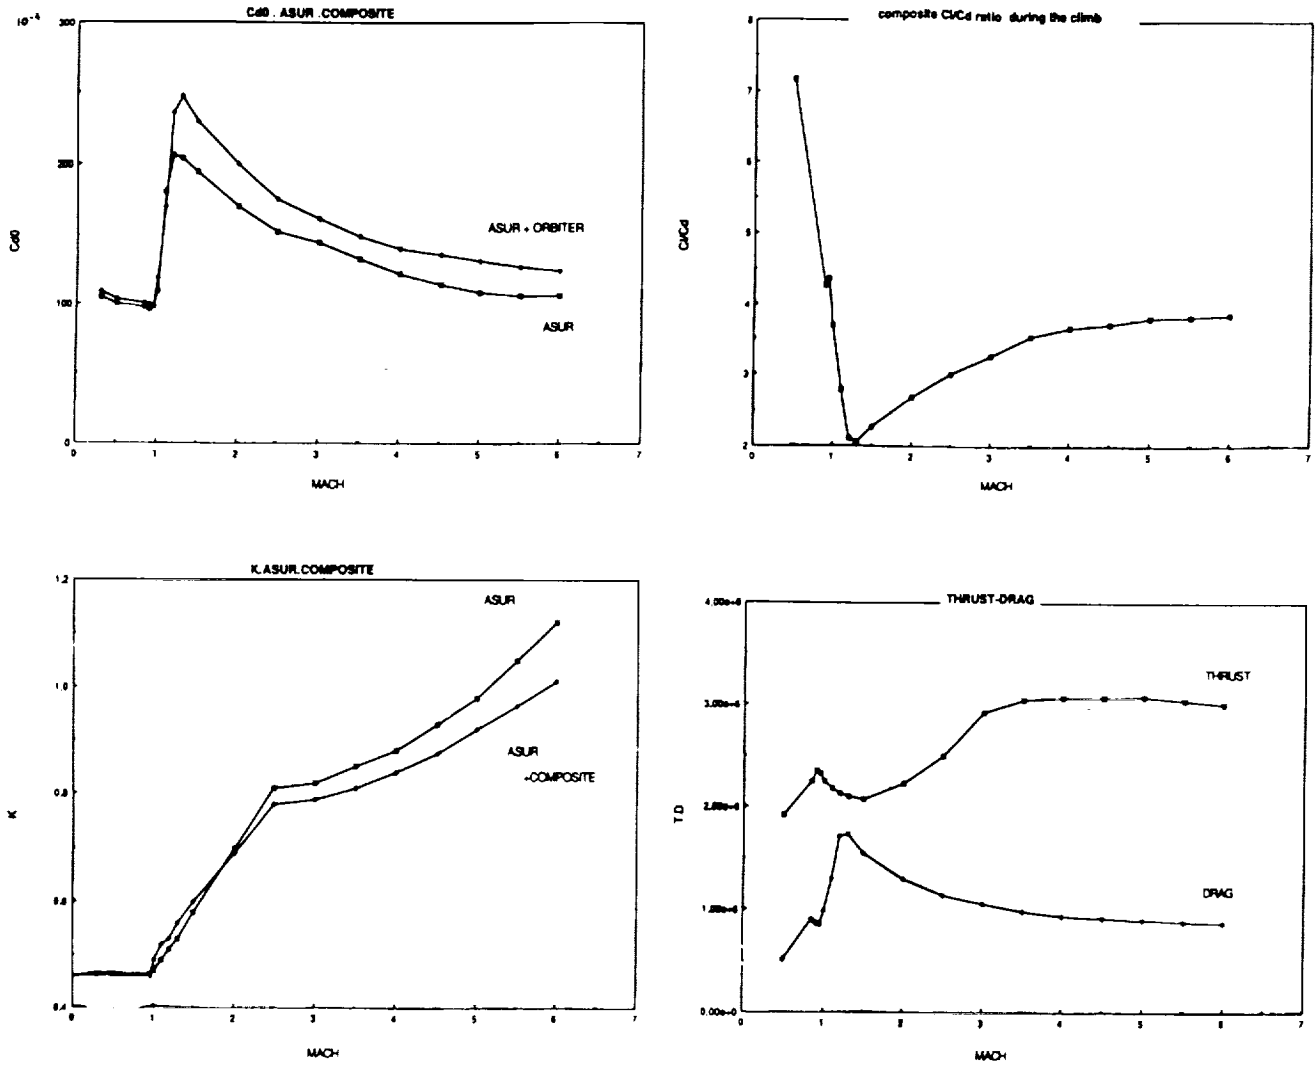 Cd0 . ASUR .COMPOSITE
10⁻⁴
300
200
100
0
Cd0
ASUR + ORBITER
ASUR
0 1 2 3 4 5 6 7
MACH
composite Cl/Cd ratio during the climb
8
7
6
5
4
3
2
Cl/Cd
0 1 2 3 4 5 6 7
MACH
K.ASUR.COMPOSITE
1.2
1.0
0.8
0.6
0.4
K
ASUR
ASUR
+COMPOSITE
0 1 2 3 4 5 6 7
MACH
THRUST-DRAG
4.00e+6
3.00e+6
2.00e+6
1.00e+6
0.00e+0
T.D
THRUST
DRAG
0 1 2 3 4 5 6 7
MACH